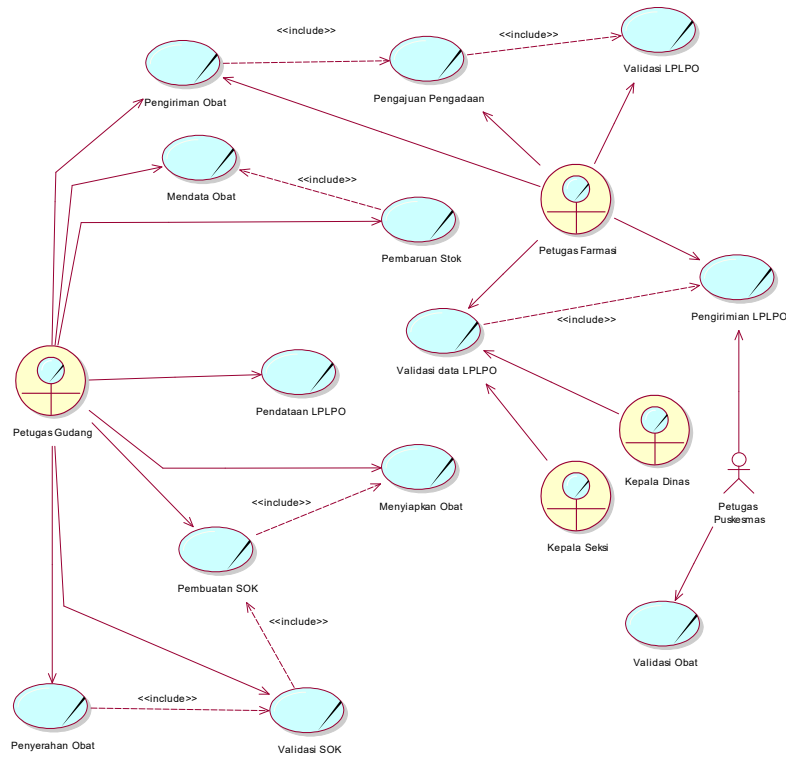 <<include>>
<<include>>
Validasi LPLPO
Pengiriman Obat
Pengajuan Pengadaan
<<include>>
Mendata Obat
Pembaruan Stok
Petugas Farmasi
<<include>>
Pengirimian LPLPO
Validasi data LPLPO
Pendataan LPLPO
Petugas Gudang
Kepala Dinas
<<include>>
Menyiapkan Obat
Petugas
Puskesmas
Kepala Seksi
Pembuatan SOK
<<include>>
Validasi Obat
<<include>>
Penyerahan Obat
Validasi SOK